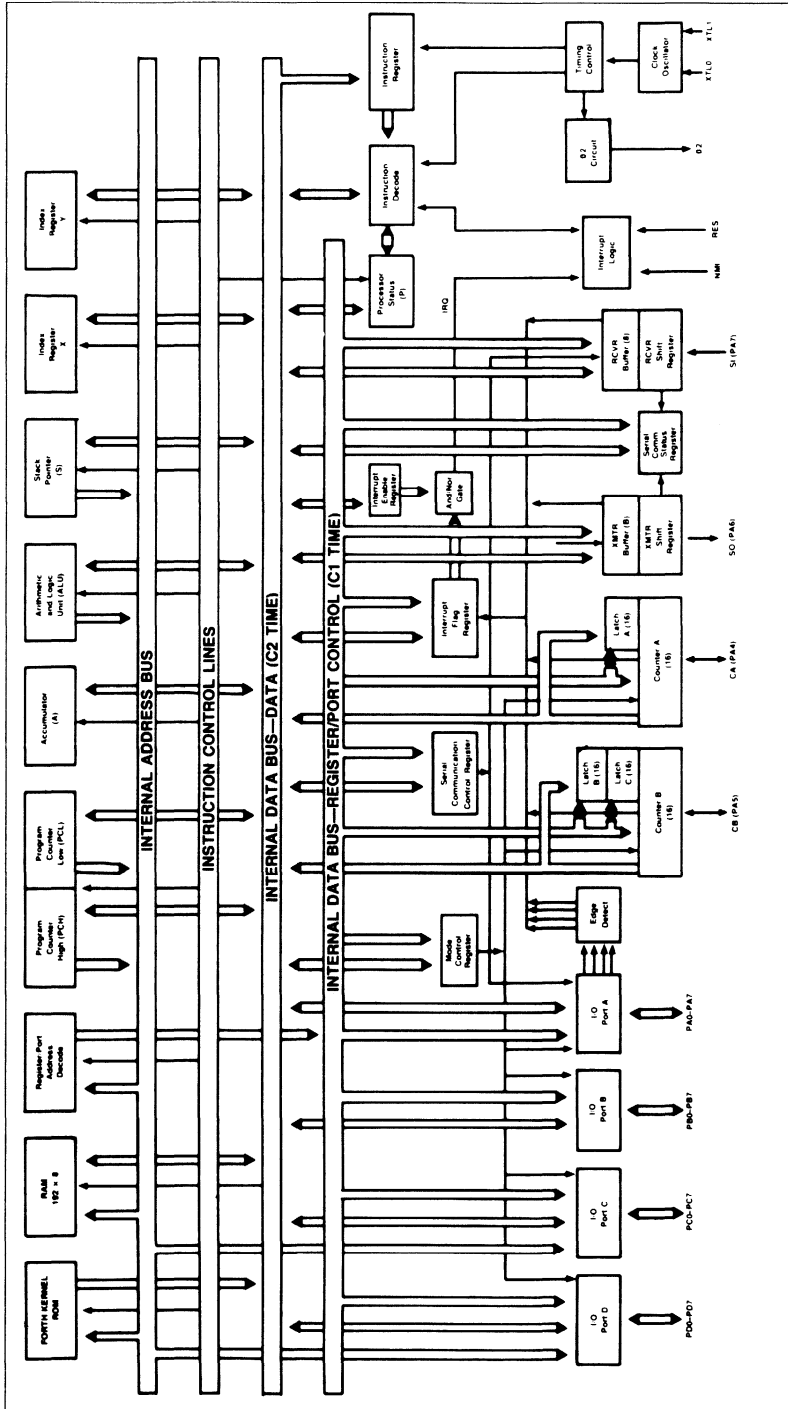 FORTH KERNEL
ROM
RAM
192 × 8
Register Port
Address
Decode
Program
Counter
High (PCH)
Program
Counter
Low (PCL)
Accumulator
(A)
Arithmetic
and Logic
Unit (ALU)
Stack
Pointer
(S)
Index
Register
X
Index
Register
Y
INTERNAL ADDRESS BUS
INSTRUCTION CONTROL LINES
INTERNAL DATA BUS—DATA (C2 TIME)
INTERNAL DATA BUS—REGISTER/PORT CONTROL (C1 TIME)
Processor
Status
(P)
Instruction
Decode
Instruction
Register
Mode
Control
Register
Serial
Communication
Control Register
Interrupt
Flag
Register
Interrupt
Enable
Register
And-Nor
Gate
IRQ
Interrupt
Logic
Timing
Control
Clock
Oscillator
02
Circuit
I/O
Port D
I/O
Port C
I/O
Port B
I/O
Port A
Edge
Detect
Latch
B (16)
Latch
C (16)
Counter B
(16)
Latch
A (16)
Counter A
(16)
XMTR
Buffer (8)
XMTR
Shift
Register
Serial
Comm
Status
Register
RCVR
Buffer (8)
RCVR
Shift
Register
PD0-PD7
PC0-PC7
PB0-PB7
PA0-PA7
CB (PA5)
CA (PA4)
SO (PA6)
SI (PA7)
NMI
RES
02
XTLO
XTL1